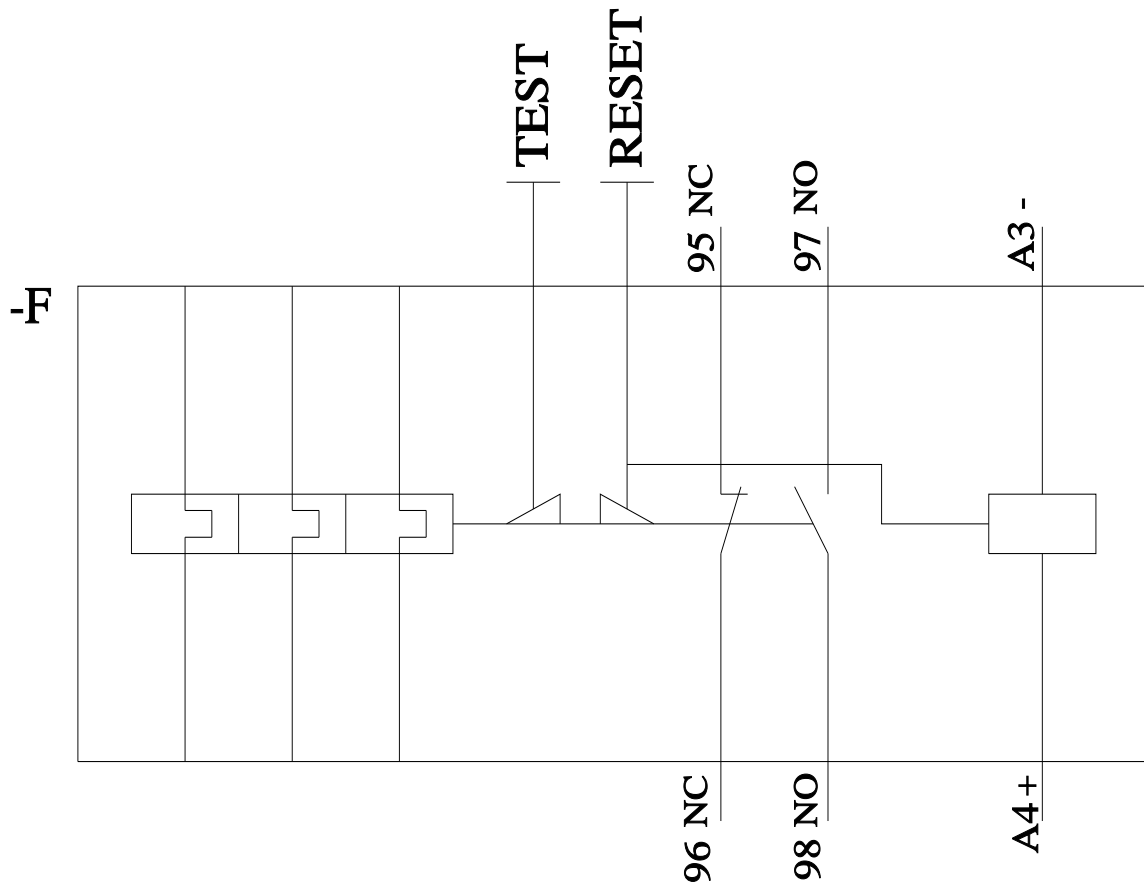 TEST
RESET
95 NC
97 NO
A3 -
-F
96 NC
98 NO
A4 +